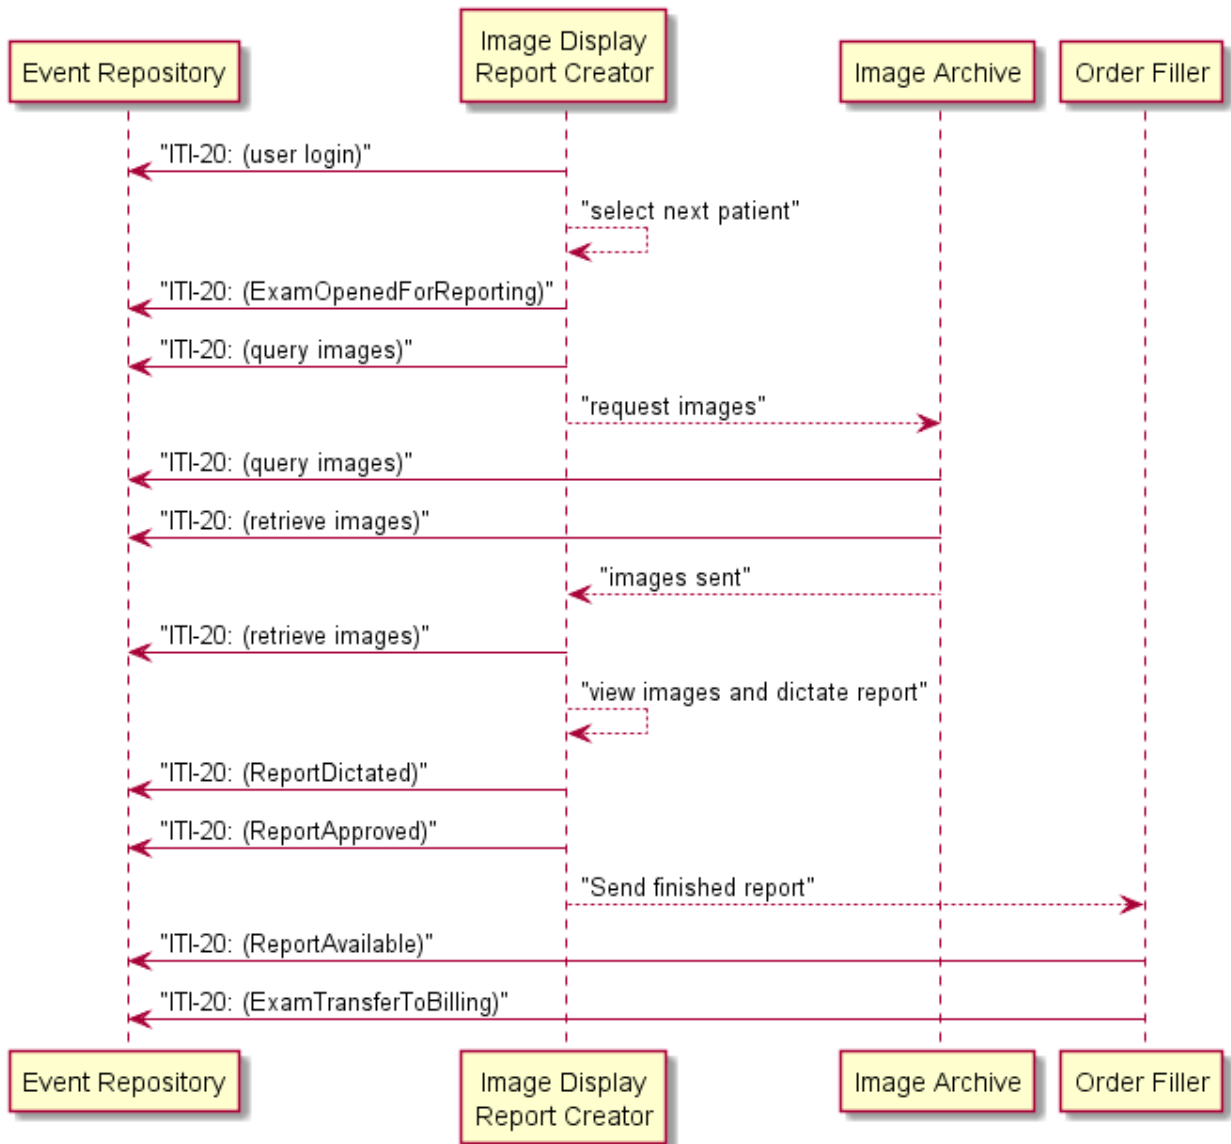 Image Display
Report Creator
Event Repository
Image Archive
Order Filler
"ITI-20: (user login)"
"select next patient"
"ITI-20: (ExamOpenedForReporting)"
"ITI-20: (query images)"
"request images"
"ITI-20: (query images)"
"ITI-20: (retrieve images)"
"images sent"
"ITI-20: (retrieve images)"
"view images and dictate report"
"ITI-20: (ReportDictated)"
"ITI-20: (ReportApproved)"
"Send finished report"
"ITI-20: (ReportAvailable)"
"ITI-20: (ExamTransferToBilling)"
Event Repository
Image Display
Report Creator
Image Archive
Order Filler